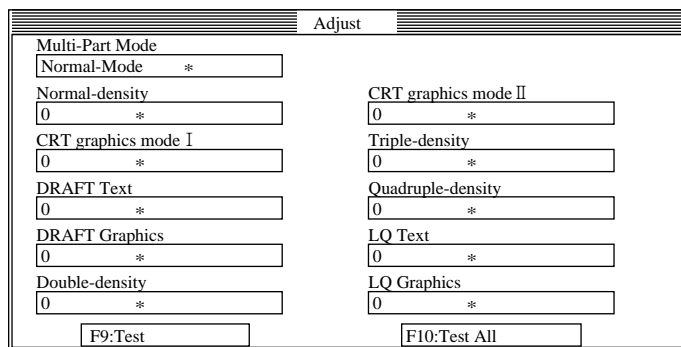 Adjust
Multi-Part Mode
Normal-Mode *
Normal-density
0 *
CRT graphics mode Ⅱ
0 *
CRT graphics mode Ⅰ
0 *
Triple-density
0 *
DRAFT Text
0 *
Quadruple-density
0 *
DRAFT Graphics
0 *
LQ Text
0 *
Double-density
0 *
LQ Graphics
0 *
F9:Test
F10:Test All